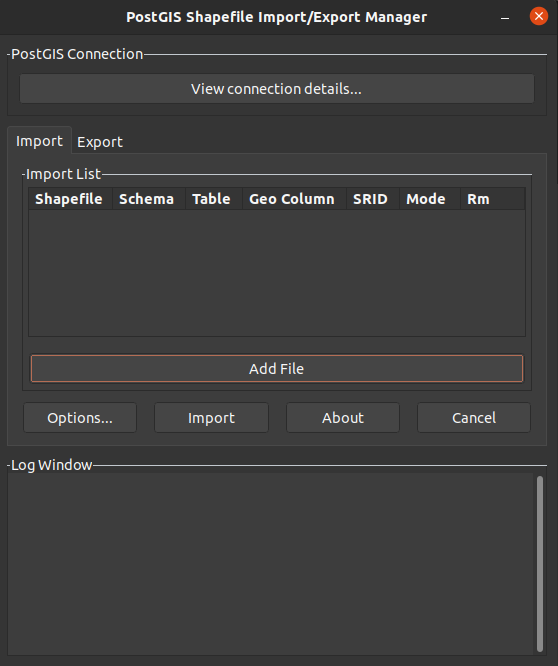 PostGIS Shapefile Import/Export Manager
PostGIS Connection
View connection details...
Import Export
Import List
Shapefile Schema Table Geo Column SRID Mode Rm
Add File
Options... Import About Cancel
Log Window